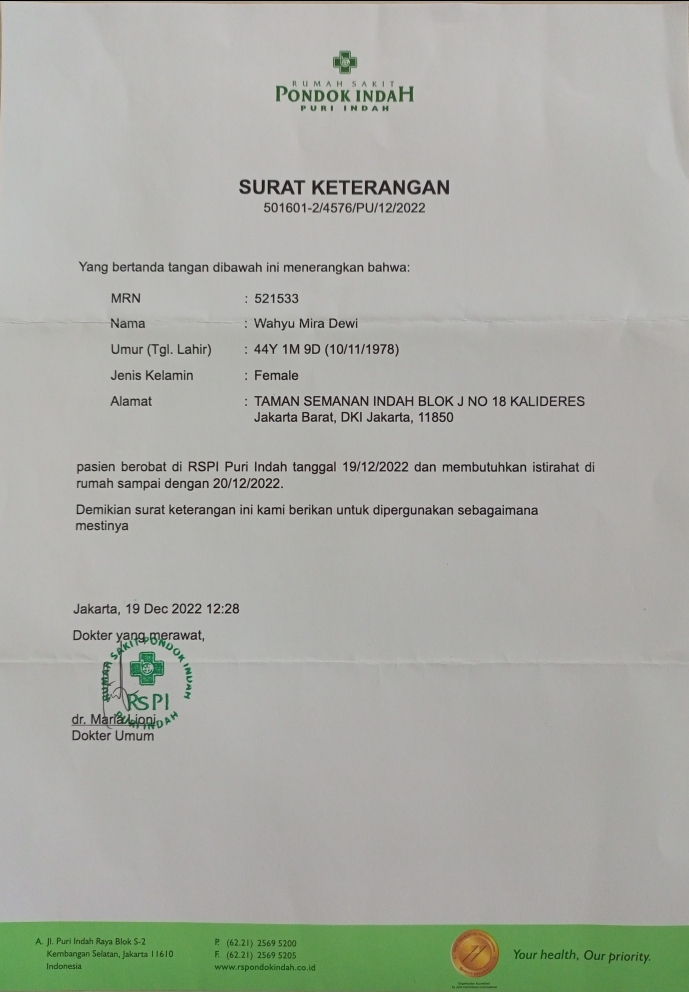 RUMAH SAKIT
PONDOK INDAH
PURI INDAH
SURAT KETERANGAN
501601-2/4576/PU/12/2022
Yang bertanda tangan dibawah ini menerangkan bahwa:
MRN : 521533
Nama : Wahyu Mira Dewi
Umur (Tgl. Lahir) : 44Y 1M 9D (10/11/1978)
Jenis Kelamin : Female
Alamat : TAMAN SEMANAN INDAH BLOK J NO 18 KALIDERES
Jakarta Barat, DKI Jakarta, 11850
pasien berobat di RSPI Puri Indah tanggal 19/12/2022 dan membutuhkan istirahat di
rumah sampai dengan 20/12/2022.
Demikian surat keterangan ini kami berikan untuk dipergunakan sebagaimana
mestinya
Jakarta, 19 Dec 2022 12:28
Dokter yang merawat,
RUMAH SAKIT PONDOK INDAH
RSPI
PURI INDAH
dr. Maria Lioni
Dokter Umum
A. Jl. Puri Indah Raya Blok S-2
Kembangan Selatan, Jakarta 11610
Indonesia
P. (62.21) 2569 5200
F. (62.21) 2569 5205
www.rspondokindah.co.id
Your health, Our priority.